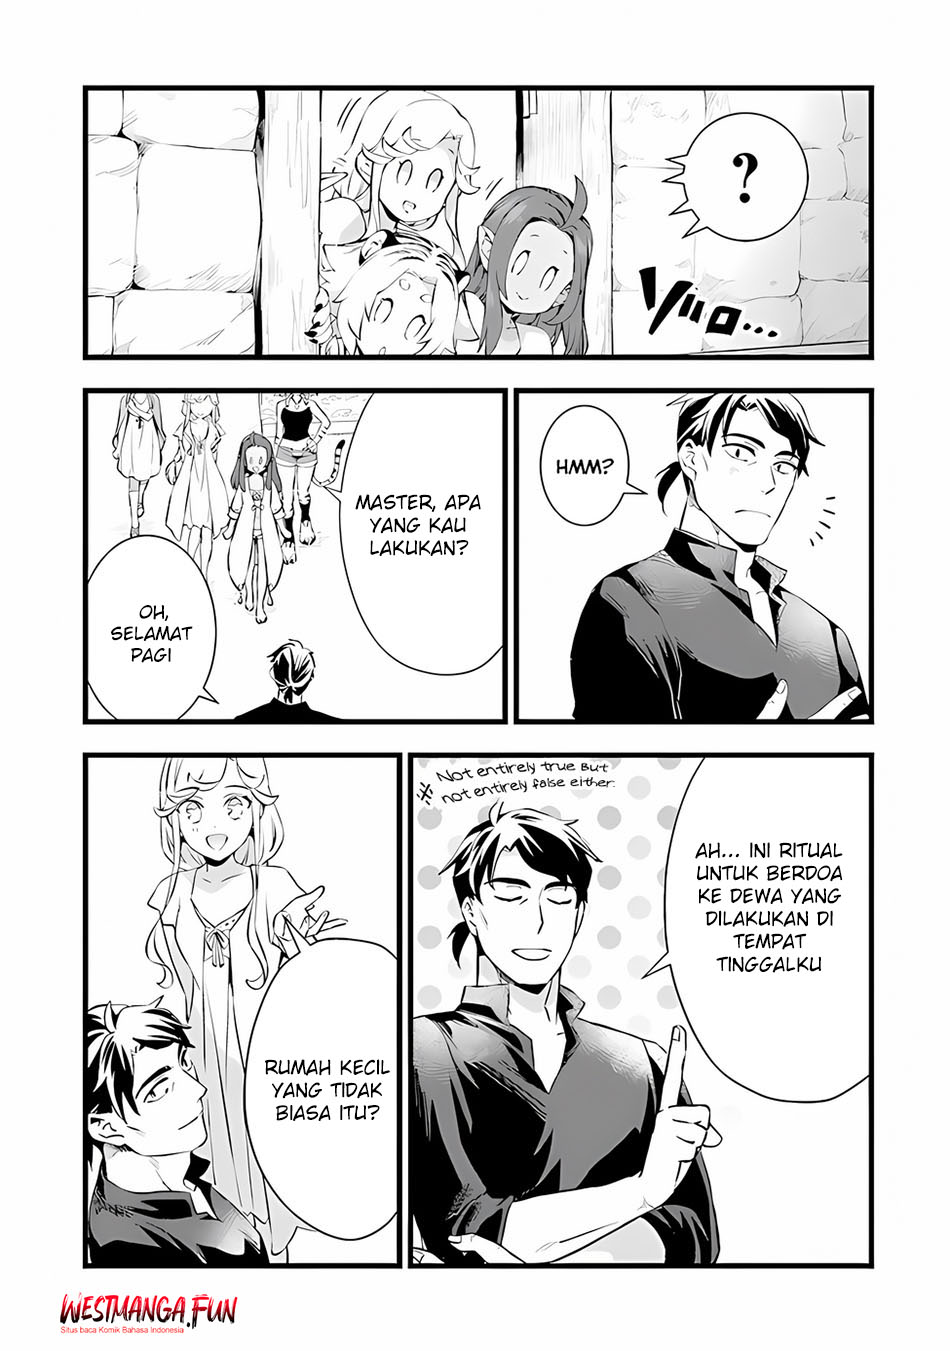 ?
ソロ…
HMM?
MASTER, APA
YANG KAU
LAKUKAN?
OH,
SELAMAT
PAGI
Not entirely true But
※ not entirely false either.
AH... INI RITUAL
UNTUK BERDOA
KE DEWA YANG
DILAKUKAN DI
TEMPAT
TINGGALKU
RUMAH KECIL
YANG TIDAK
BIASA ITU?
WESTMANGA.FUN
Situs baca Komik Bahasa Indonesia